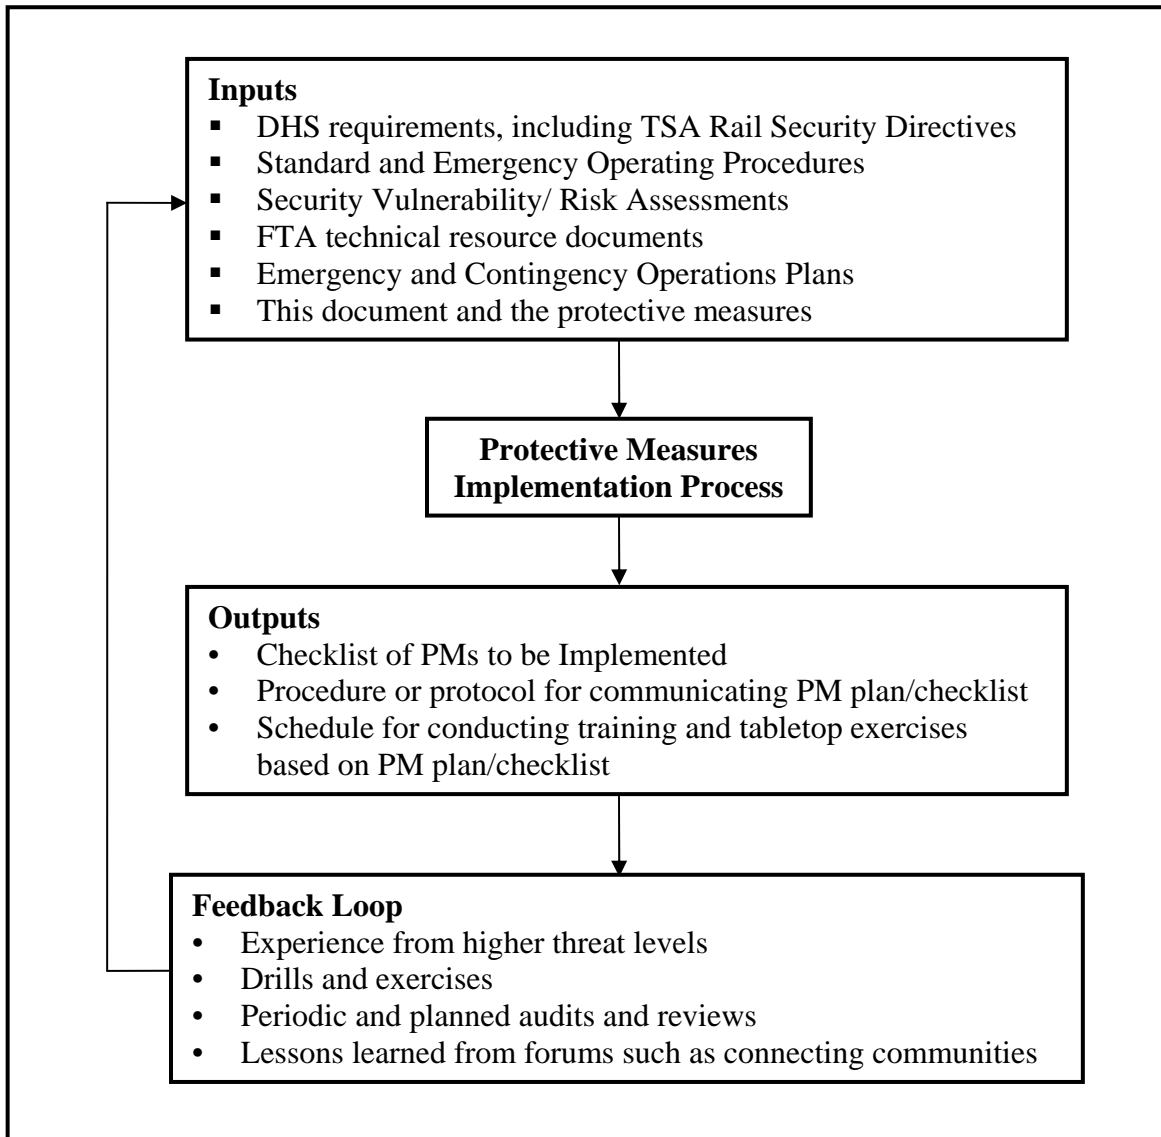 Inputs
▪ DHS requirements, including TSA Rail Security Directives
▪ Standard and Emergency Operating Procedures
▪ Security Vulnerability/ Risk Assessments
▪ FTA technical resource documents
▪ Emergency and Contingency Operations Plans
▪ This document and the protective measures
Protective Measures
Implementation Process
Outputs
• Checklist of PMs to be Implemented
• Procedure or protocol for communicating PM plan/checklist
• Schedule for conducting training and tabletop exercises
based on PM plan/checklist
Feedback Loop
• Experience from higher threat levels
• Drills and exercises
• Periodic and planned audits and reviews
• Lessons learned from forums such as connecting communities